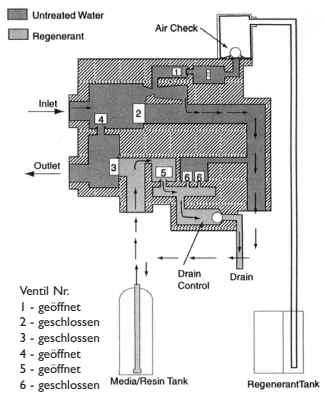 Untreated Water
Regenerant
Air Check
1
Inlet
4
2
Outlet
3
5
6 6
Drain
Control
Drain
Ventil Nr.
1 - geöffnet
2 - geschlossen
3 - geschlossen
4 - geöffnet
5 - geöffnet
6 - geschlossen
Media/Resin Tank
RegenerantTank